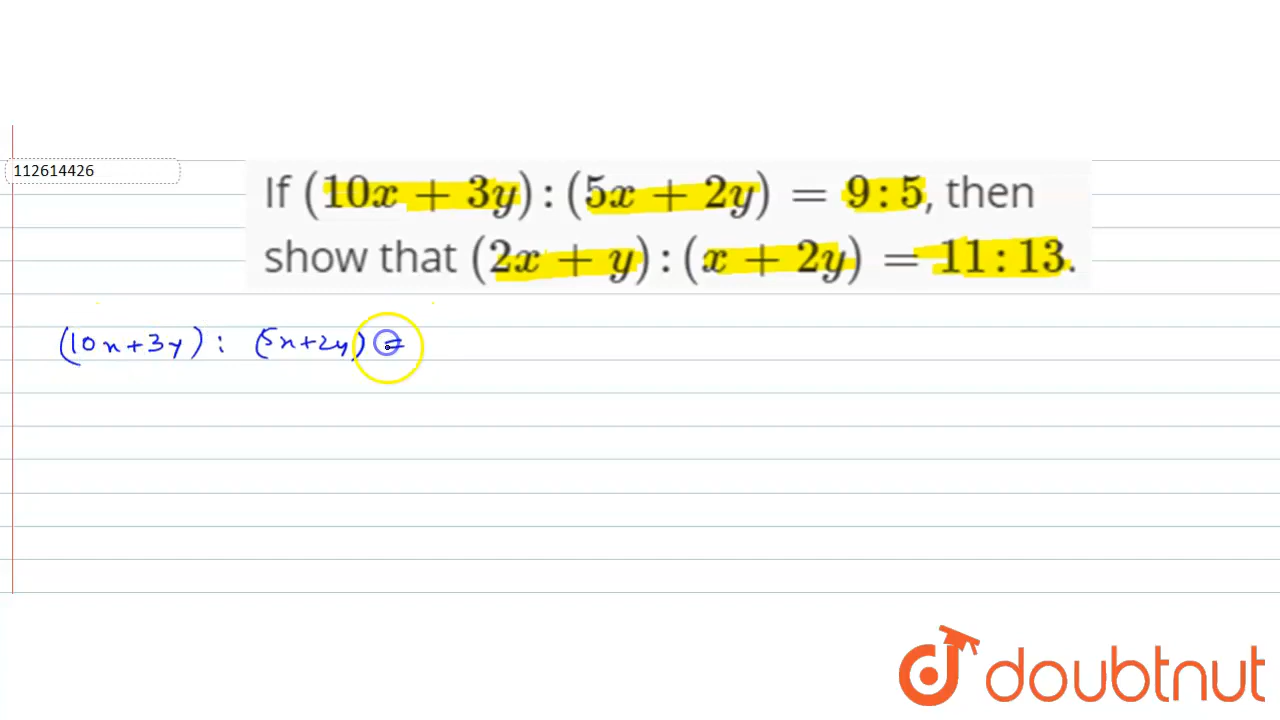 112614426
If (10x + 3y) : (5x + 2y) = 9 : 5, then
show that (2x + y) : (x + 2y) = 11 : 13.
(10x+3y) : (5x+2y) =
doubtnut